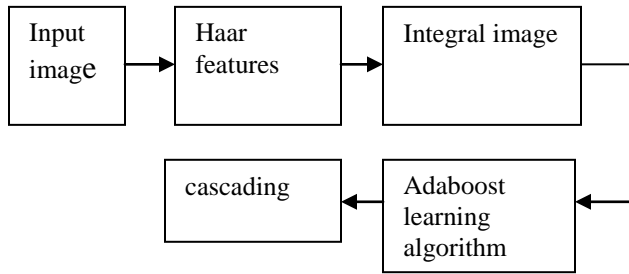 Input
image
Haar
features
Integral image
Adaboost
learning
algorithm
cascading